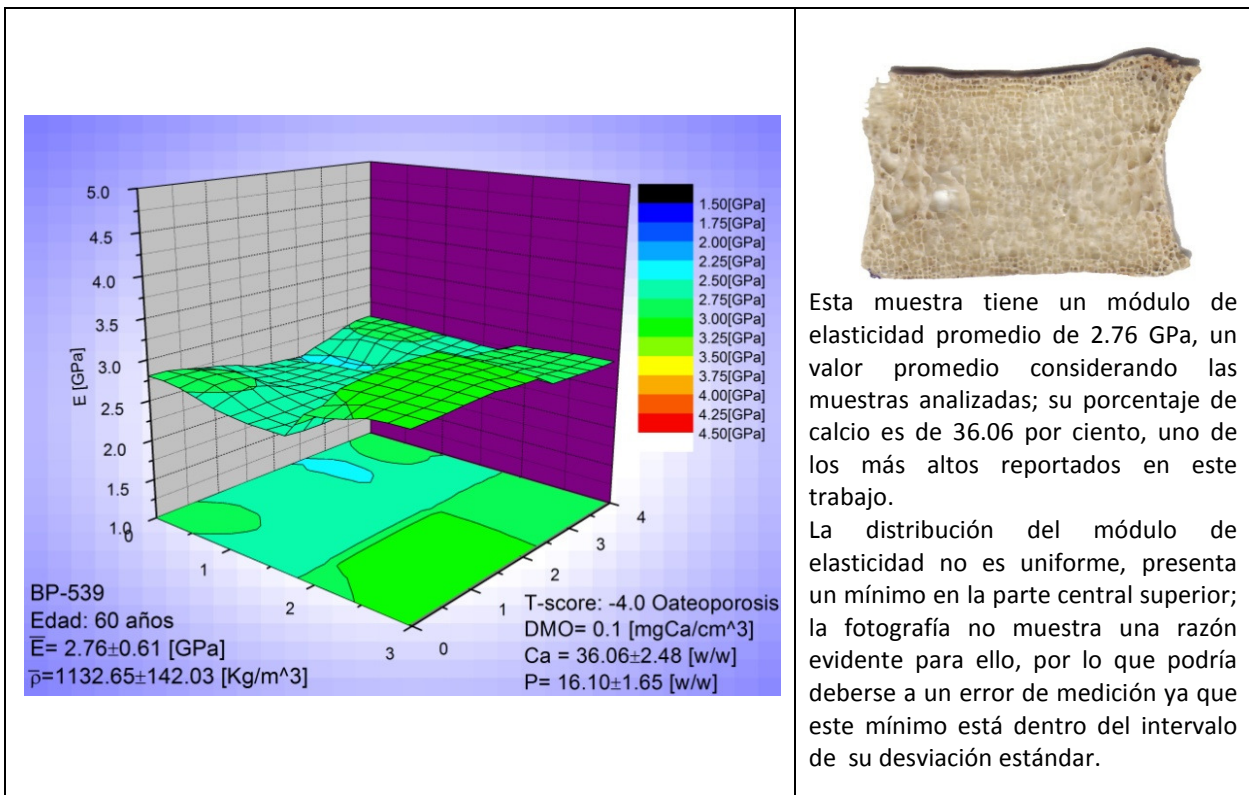 5.0
4.5
4.0
3.5
3.0
2.5
2.0
1.5
1.0
E [GPa]
0
1
2
3
0
1
2
3
4
1.50[GPa]
1.75[GPa]
2.00[GPa]
2.25[GPa]
2.50[GPa]
2.75[GPa]
3.00[GPa]
3.25[GPa]
3.50[GPa]
3.75[GPa]
4.00[GPa]
4.25[GPa]
4.50[GPa]
BP-539
Edad: 60 años
E̅= 2.76±0.61 [GPa]
ρ̅=1132.65±142.03 [Kg/m^3]
T-score: -4.0 Oateoporosis
DMO= 0.1 [mgCa/cm^3]
Ca = 36.06±2.48 [w/w]
P= 16.10±1.65 [w/w]
Esta muestra tiene un módulo de
elasticidad promedio de 2.76 GPa, un
valor promedio considerando las
muestras analizadas; su porcentaje de
calcio es de 36.06 por ciento, uno de
los más altos reportados en este
trabajo.
La distribución del módulo de
elasticidad no es uniforme, presenta
un mínimo en la parte central superior;
la fotografía no muestra una razón
evidente para ello, por lo que podría
deberse a un error de medición ya que
este mínimo está dentro del intervalo
de su desviación estándar.